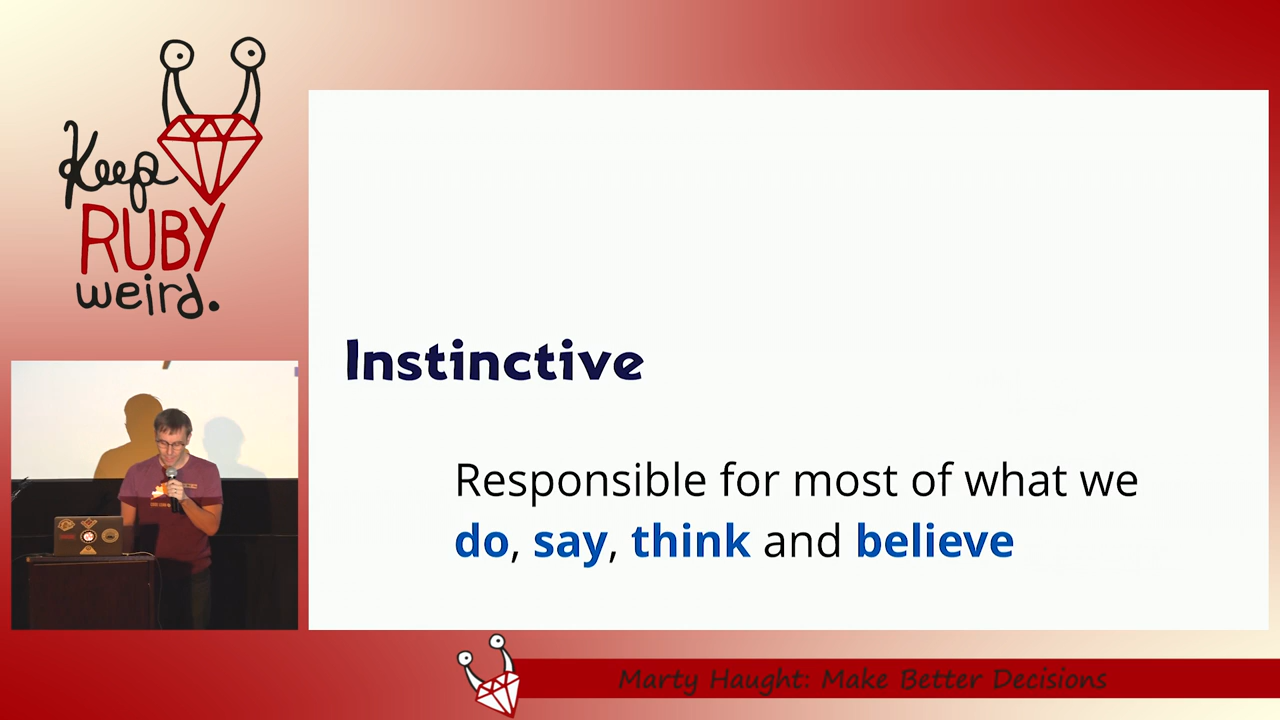 Keep
RUBY
weird.
Instinctive
Responsible for most of what we
do, say, think and believe
Marty Haught: Make Better Decisions